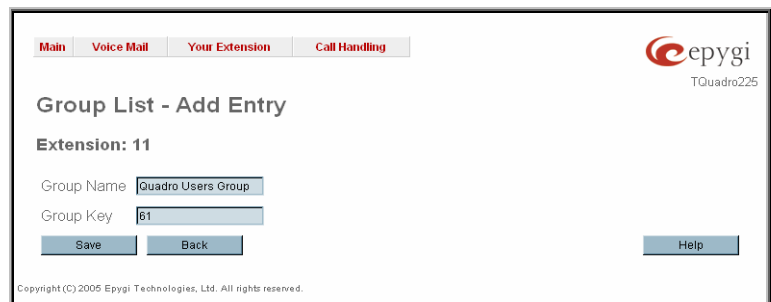 Main Voice Mail Your Extension Call Handling
epygi
TQuadro225
Group List - Add Entry
Extension: 11
Group Name Quadro Users Group
Group Key 61
Save Back Help
Copyright (C) 2005 Epygi Technologies, Ltd. All rights reserved.